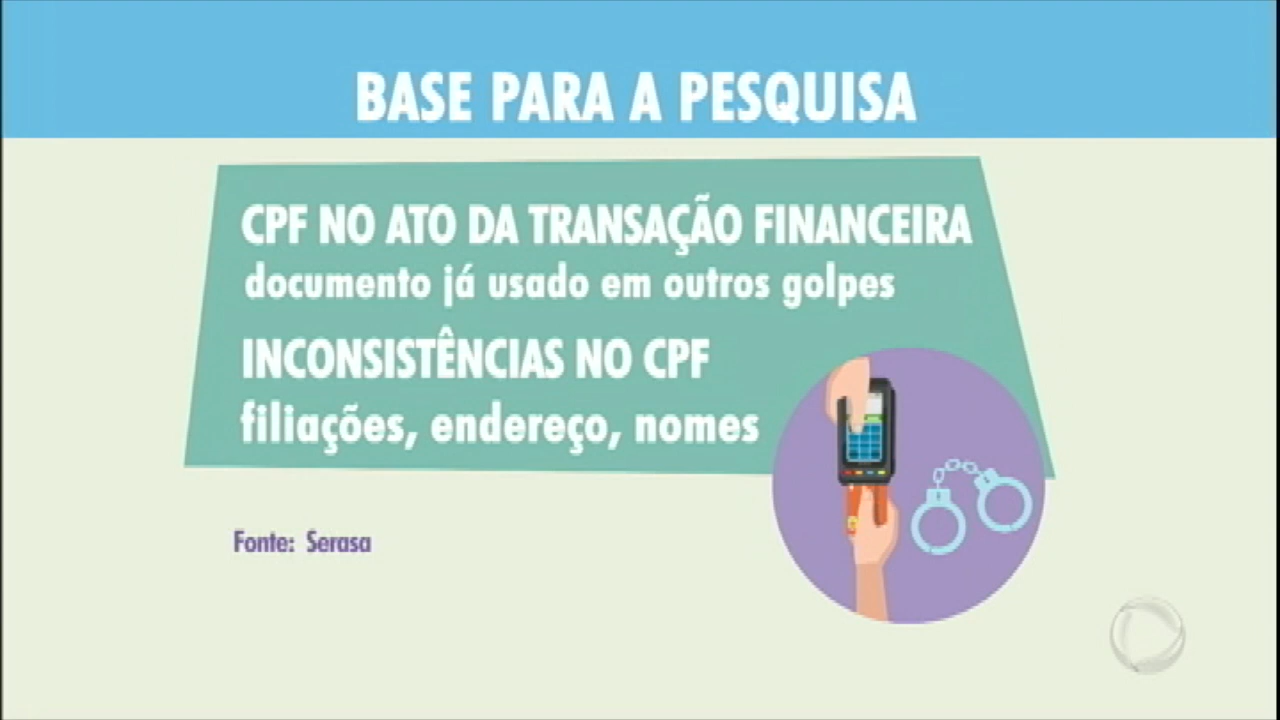 BASE PARA A PESQUISA
CPF NO ATO DA TRANSAÇÃO FINANCEIRA
documento já usado em outros golpes
INCONSISTÊNCIAS NO CPF
filiações, endereço, nomes
Fonte: Serasa